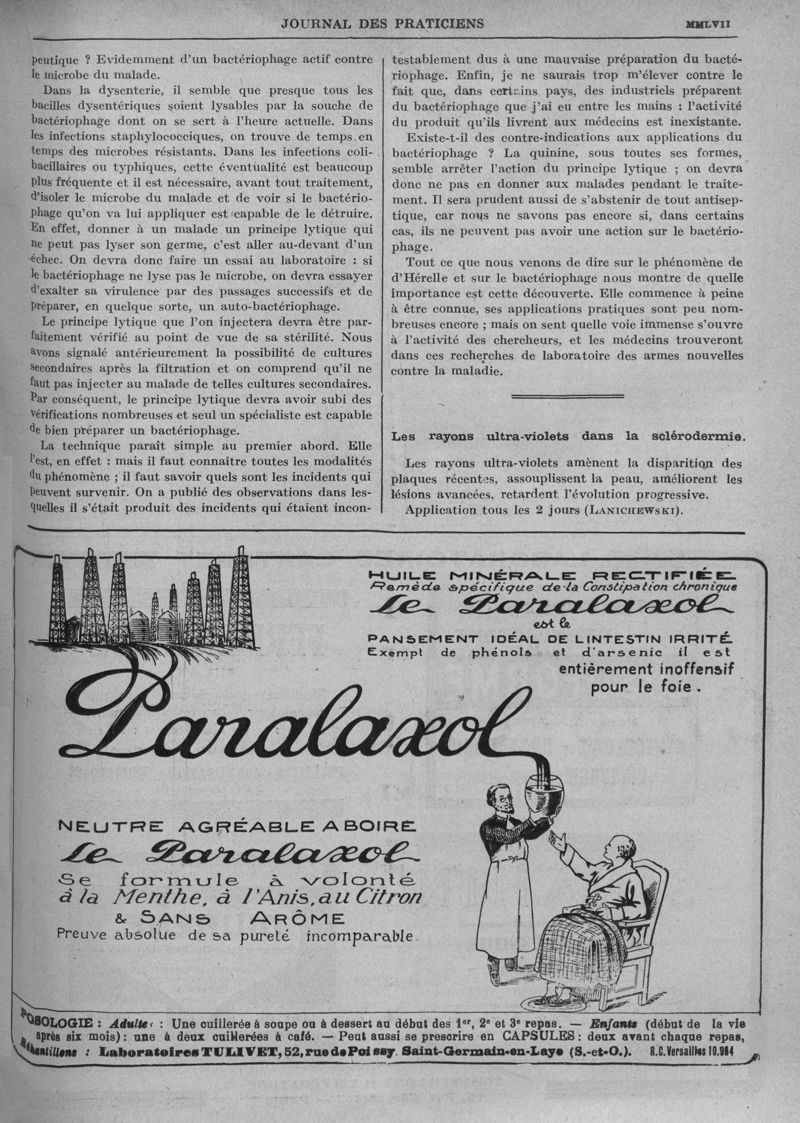 JOURNAL DES PRATICIENS
MMLVII
peutique ? Evidemment d'un bactériophage actif contre
le microbe du malade.
Dans la dysenterie, il semble que presque tous les
bacilles dysentériques soient lysables par la souche de
bactériophage dont on se sert à l'heure actuelle. Dans
les infections staphylococciques, on trouve de temps en
temps des microbes résistants. Dans les infections coli-
bacillaires ou typhiques, cette éventualité est beaucoup
plus fréquente et il est nécessaire, avant tout traitement,
d'isoler le microbe du malade et de voir si le bactério-
phage qu'on va lui appliquer est capable de le détruire.
En effet, donner à un malade un principe lytique qui
ne peut pas lyser son germe, c'est aller au-devant d'un
échec. On devra donc faire un essai au laboratoire : si
le bactériophage ne lyse pas le microbe, on devra essayer
d'exalter sa virulence par des passages successifs et de
préparer, en quelque sorte, un auto-bactériophage.
Le principe lytique que l'on injectera devra être par-
faitement vérifié au point de vue de sa stérilité. Nous
avons signalé antérieurement la possibilité de cultures
secondaires après la filtration et on comprend qu'il ne
faut pas injecter au malade de telles cultures secondaires.
Par conséquent, le principe lytique devra avoir subi des
vérifications nombreuses et seul un spécialiste est capable
de bien préparer un bactériophage.
La technique paraît simple au premier abord. Elle
l'est, en effet : mais il faut connaître toutes les modalités
du phénomène ; il faut savoir quels sont les incidents qui
peuvent survenir. On a publié des observations dans les-
quelles il s'était produit des incidents qui étaient incon-
testablement dus à une mauvaise préparation du bacté-
riophage. Enfin, je ne saurais trop m'élever contre le
fait que, dans certains pays, des industriels préparent
du bactériophage que j'ai eu entre les mains : l'activité
du produit qu'ils livrent aux médecins est inexistante.
Existe-t-il des contre-indications aux applications du
bactériophage ? La quinine, sous toutes ses formes,
semble arrêter l'action du principe lytique ; on devra
donc ne pas en donner aux malades pendant le traite-
ment. Il sera prudent aussi de s'abstenir de tout antisep-
tique, car nous ne savons pas encore si, dans certains
cas, ils ne peuvent pas avoir une action sur le bactério-
phage.
Tout ce que nous venons de dire sur le phénomène de
d'Hérelle et sur le bactériophage nous montre de quelle
importance est cette découverte. Elle commence à peine
à être connue, ses applications pratiques sont peu nom-
breuses encore ; mais on sent quelle voie immense s'ouvre
à l'activité des chercheurs, et les médecins trouveront
dans ces recherches de laboratoire des armes nouvelles
contre la maladie.
Les rayons ultra-violets dans la sclérodermie.
Les rayons ultra-violets amènent la disparition des
plaques récentes, assouplissent la peau, améliorent les
lésions avancées, retardent l'évolution progressive.
Application tous les 2 jours (LANICHEWSKI).
HUILE MINÉRALE RECTIFIÉE
Remède spécifique de la Constipation chronique
Le Paralaxol
est le
PANSEMENT IDÉAL DE LINTESTIN IRRITÉ
Exempt de phénols et d'arsenic il est
entièrement inoffensif
pour le foie.
Paralaxol
NEUTRE AGRÉABLE A BOIRE
Le Paralaxol
Se formule à volonté
à la Menthe, à l'Anis, au Citron
& SANS ARÔME
Preuve absolue de sa pureté incomparable.
POSOLOGIE : Adultes : Une cuillerée à soupe ou à dessert au début des 1er, 2e et 3e repas. — Enfants (début de la vie
après six mois) : une à deux cuillerées à café. — Peut aussi se prescrire en CAPSULES : deux avant chaque repas,
Échantillons : Laboratoires TULIVET, 52, rue de Poissy. Saint-Germain-en-Laye (S.-et-O.). R.C. Versailles 10.984